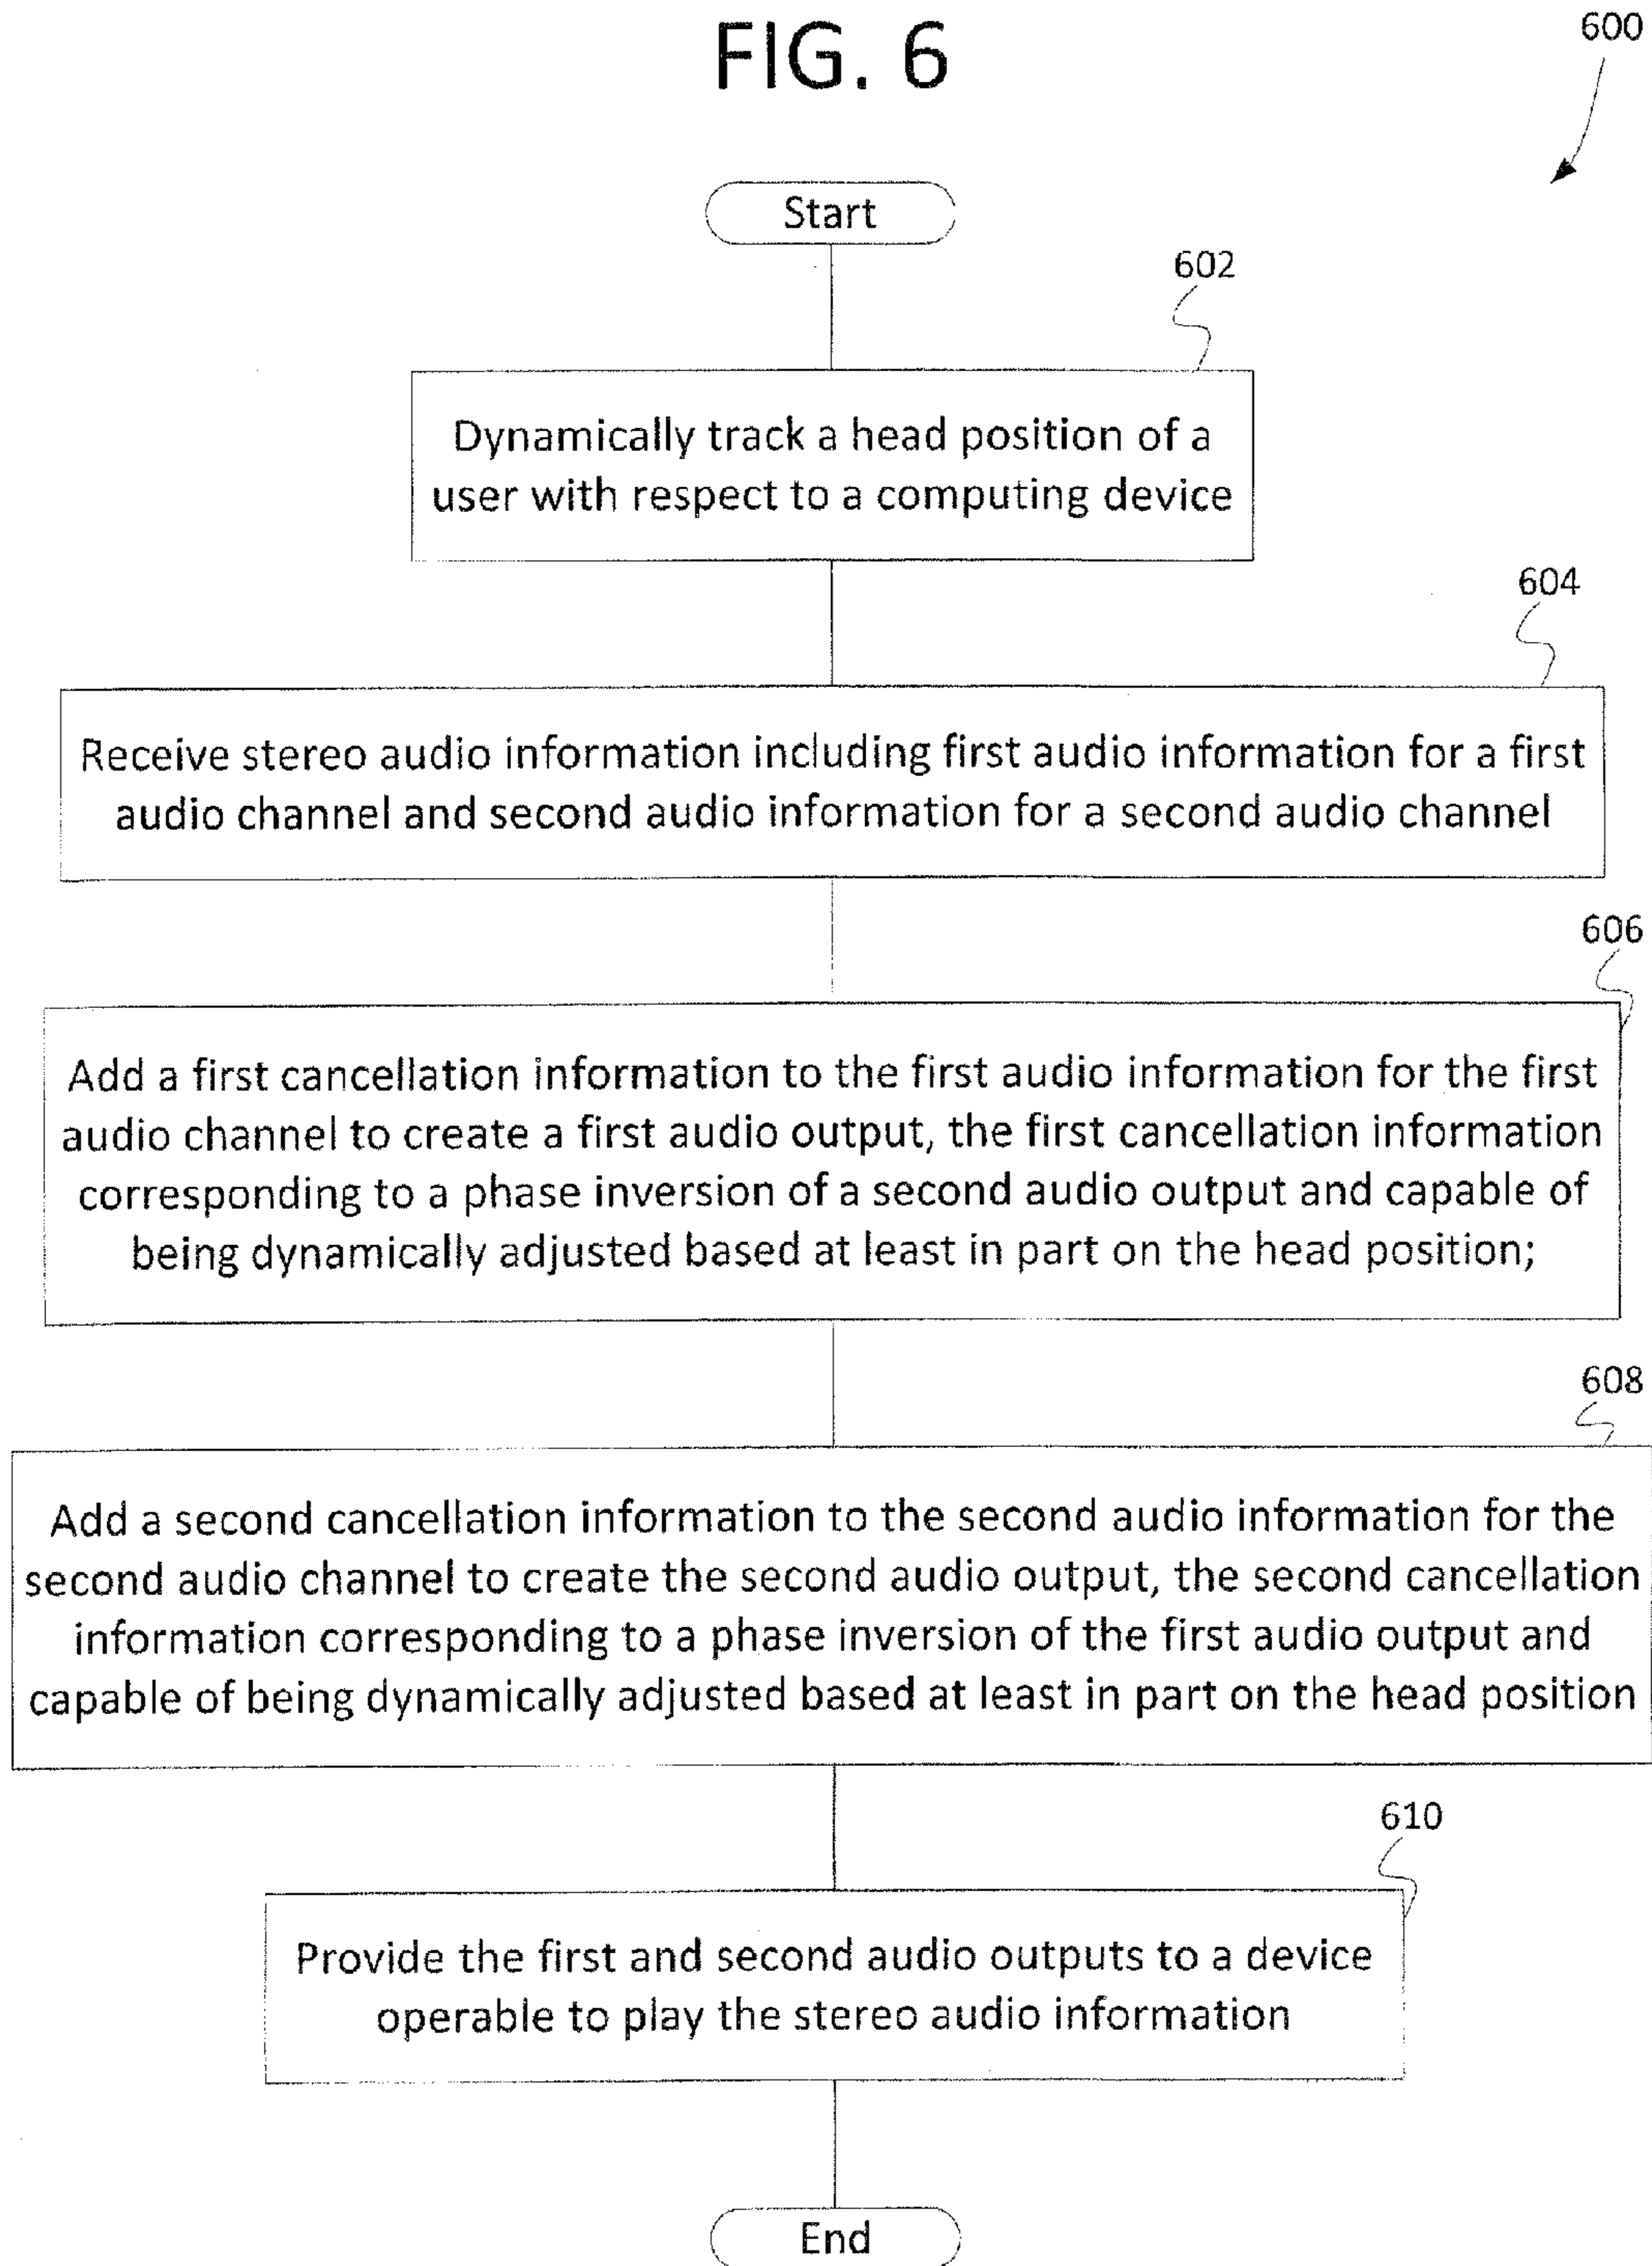 FIG. 6
600
Start
602
Dynamically track a head position of a
user with respect to a computing device
604
Receive stereo audio information including first audio information for a first
audio channel and second audio information for a second audio channel
606
Add a first cancellation information to the first audio information for the first
audio channel to create a first audio output, the first cancellation information
corresponding to a phase inversion of a second audio output and capable of
being dynamically adjusted based at least in part on the head position;
608
Add a second cancellation information to the second audio information for the
second audio channel to create the second audio output, the second cancellation
information corresponding to a phase inversion of the first audio output and
capable of being dynamically adjusted based at least in part on the head position
610
Provide the first and second audio outputs to a device
operable to play the stereo audio information
End